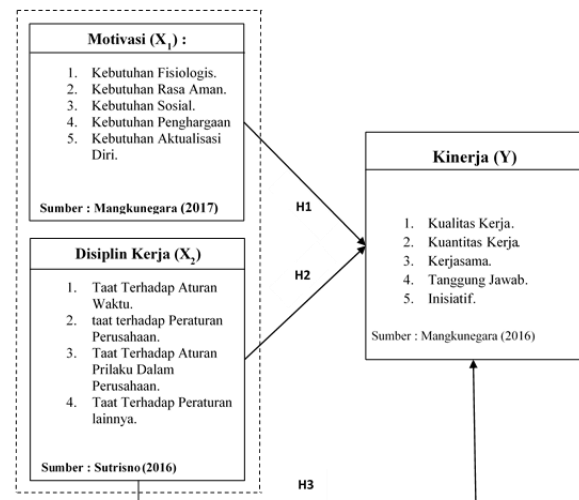 Motivasi (X₁) :
1. Kebutuhan Fisiologis.
2. Kebutuhan Rasa Aman.
3. Kebutuhan Sosial.
4. Kebutuhan Penghargaan
5. Kebutuhan Aktualisasi
Diri.
Sumber : Mangkunegara (2017)
Disiplin Kerja (X₂)
1. Taat Terhadap Aturan
Waktu.
2. taat terhadap Peraturan
Perusahaan.
3. Taat Terhadap Aturan
Prilaku Dalam
Perusahaan.
4. Taat Terhadap Peraturan
lainnya.
Sumber : Sutrisno (2016)
H1
H2
H3
Kinerja (Y)
1. Kualitas Kerja.
2. Kuantitas Kerja.
3. Kerjasama.
4. Tanggung Jawab.
5. Inisiatif.
Sumber : Mangkunegara (2016)